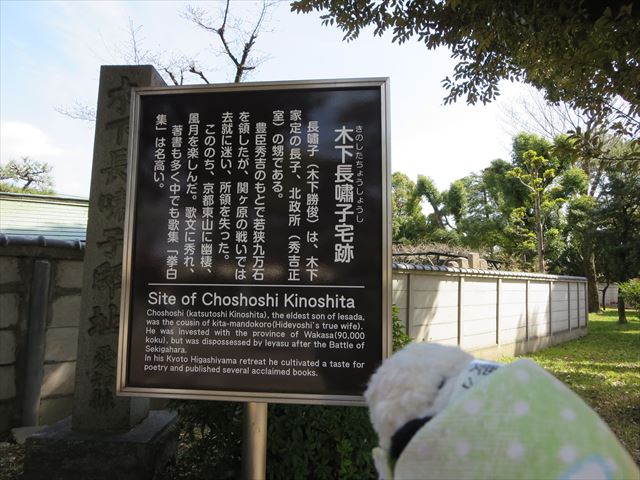 木下長嘯子宅跡
きのしたちょうしょうし
長嘯子(木下勝俊)は、木下
家定の長子、北政所(秀吉正
室)の甥である。
豊臣秀吉のもとで若狭九万石
を領したが、関ヶ原の戦いでは
去就に迷い、所領を失った。
こののち、京都東山に幽棲、
風月を楽しんだ。歌文に秀れ、
著書も多く中でも歌集「挙白
集」は名高い。
Site of Choshoshi Kinoshita
Choshoshi (katsutoshi Kinoshita), the eldest son of Iesada,
was the cousin of kita-mandokoro(Hideyoshi's true wife).
He was invested with the province of Wakasa(90,000
koku), but was dispossessed by Ieyasu after the Battle of
Sekigahara.
In his Kyoto Higashiyama retreat he cultivated a taste for
poetry and published several acclaimed books.
木下長嘯子